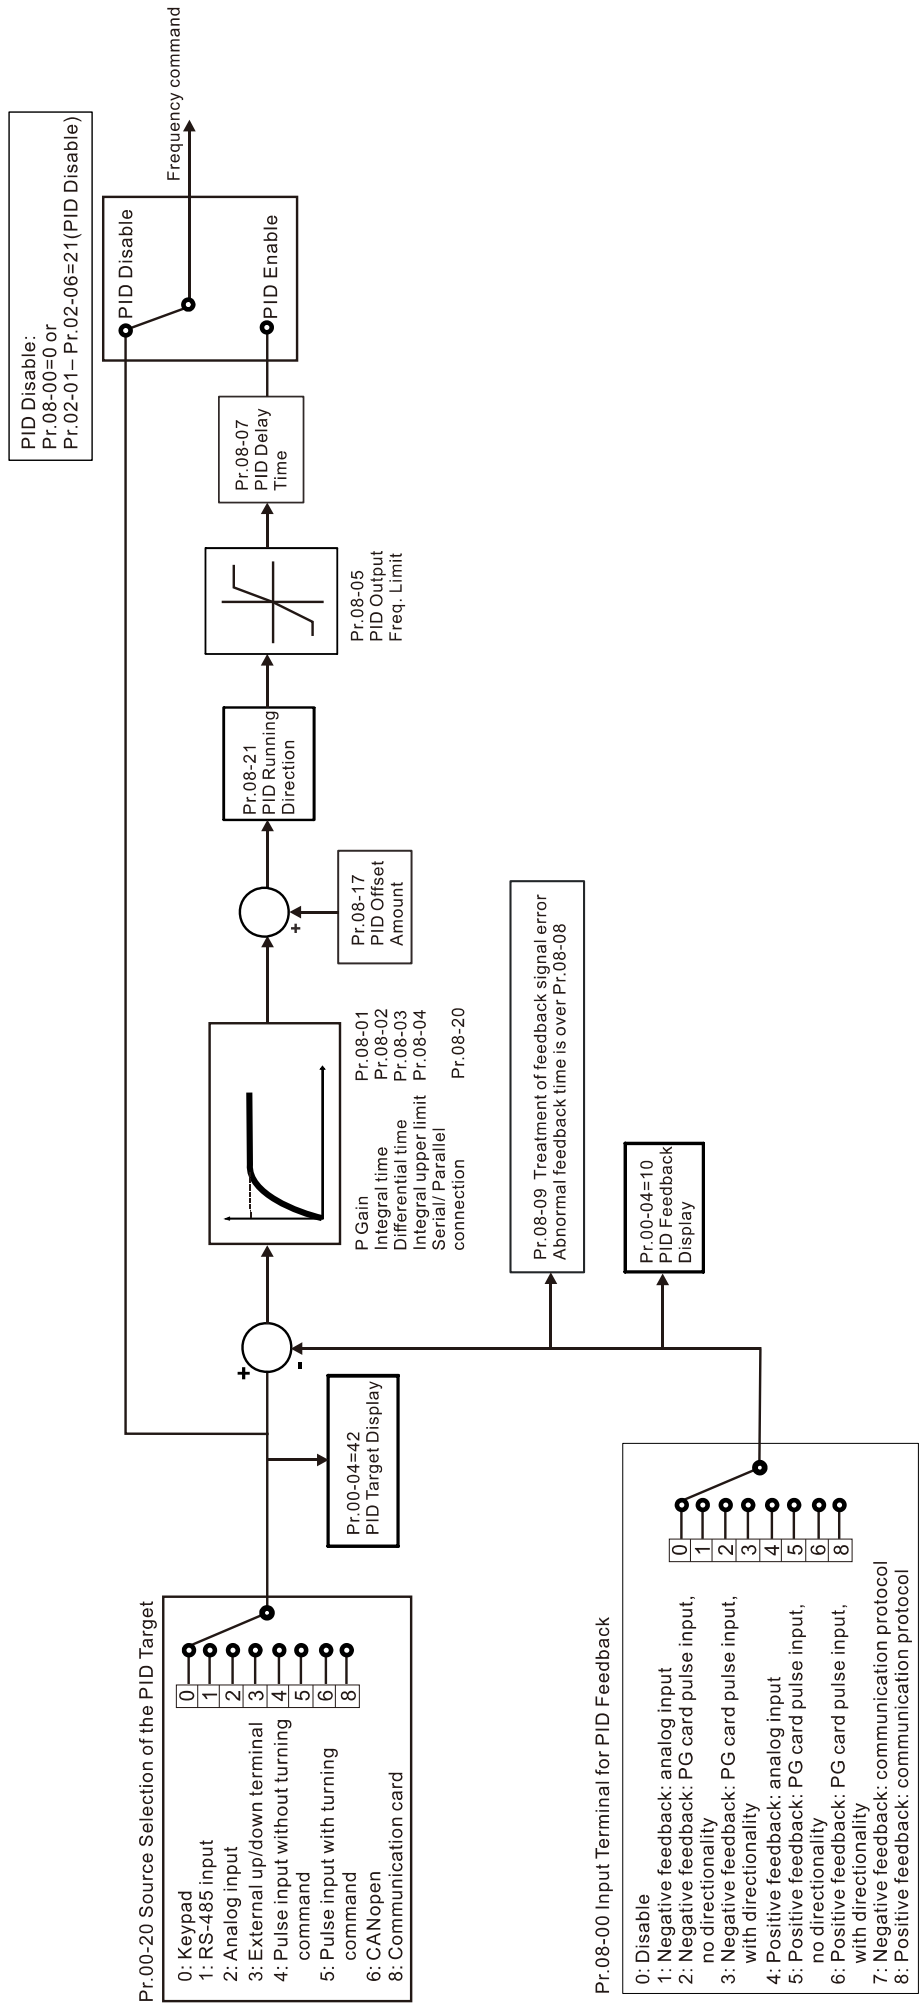 PID Disable:
Pr.08-00=0 or
Pr.02-01– Pr.02-06=21(PID Disable)
Frequency command
PID Disable
PID Enable
Pr.00-20 Source Selection of the PID Target
0: Keypad
1: RS-485 input
2: Analog input
3: External up/down terminal
4: Pulse input without turning
command
5: Pulse input with turning
command
6: CANopen
8: Communication card
0
1
2
3
4
5
6
8
Pr.00-04=42
PID Target Display
+
-
P Gain Pr.08-01
Integral time Pr.08-02
Differential time Pr.08-03
Integral upper limit Pr.08-04
Serial/ Parallel
connection Pr.08-20
+
Pr.08-17
PID Offset
Amount
Pr.08-21
PID Running
Direction
Pr.08-05
PID Output
Freq. Limit
Pr.08-07
PID Delay
Time
Pr.08-09 Treatment of feedback signal error
Abnormal feedback time is over Pr.08-08
Pr.00-04=10
PID Feedback
Display
Pr.08-00 Input Terminal for PID Feedback
0: Disable
1: Negative feedback: analog input
2: Negative feedback: PG card pulse input,
no directionality
3: Negative feedback: PG card pulse input,
with directionality
4: Positive feedback: analog input
5: Positive feedback: PG card pulse input,
no directionality
6: Positive feedback: PG card pulse input,
with directionality
7: Negative feedback: communication protocol
8: Positive feedback: communication protocol
0
1
2
3
4
5
6
8